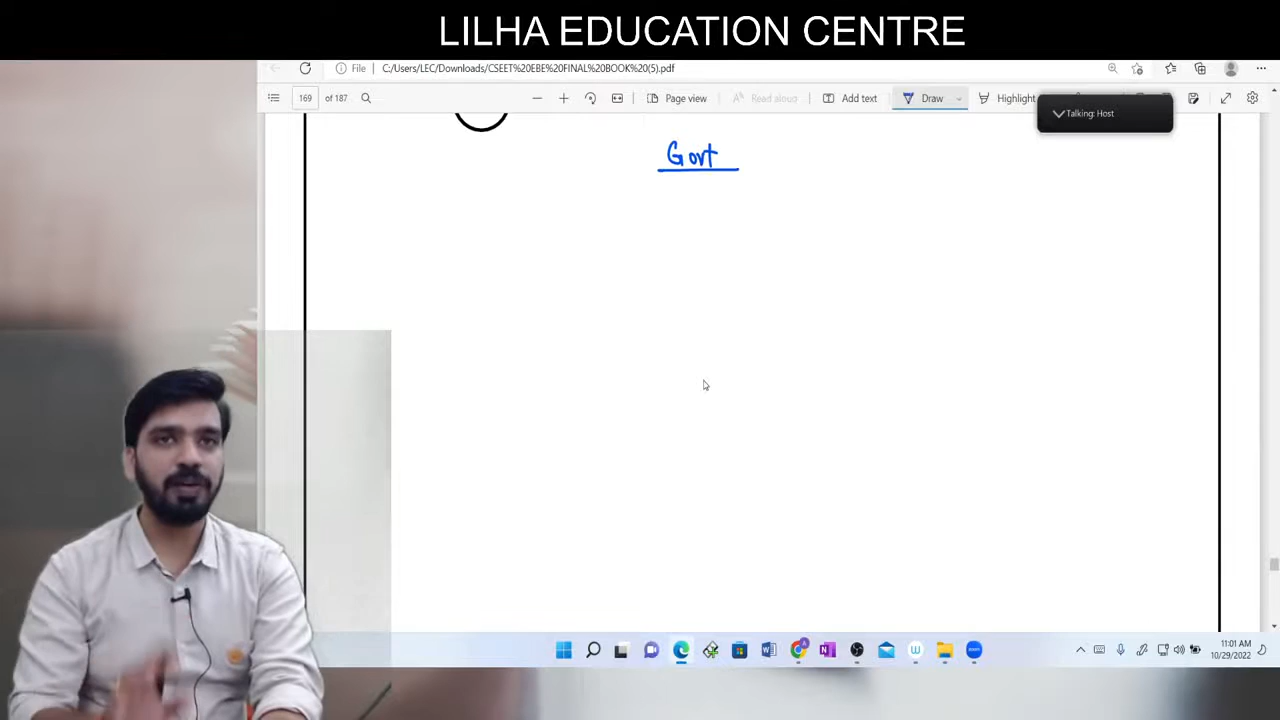 LILHA EDUCATION CENTRE
File C:/Users/LEC/Downloads/CSEET%20EBE%20FINAL%20BOOK%20(5).pdf
169 of 187 Page view Read aloud Add text Draw Highlight
Talking: Host
Govt
11:01 AM
10/29/2022